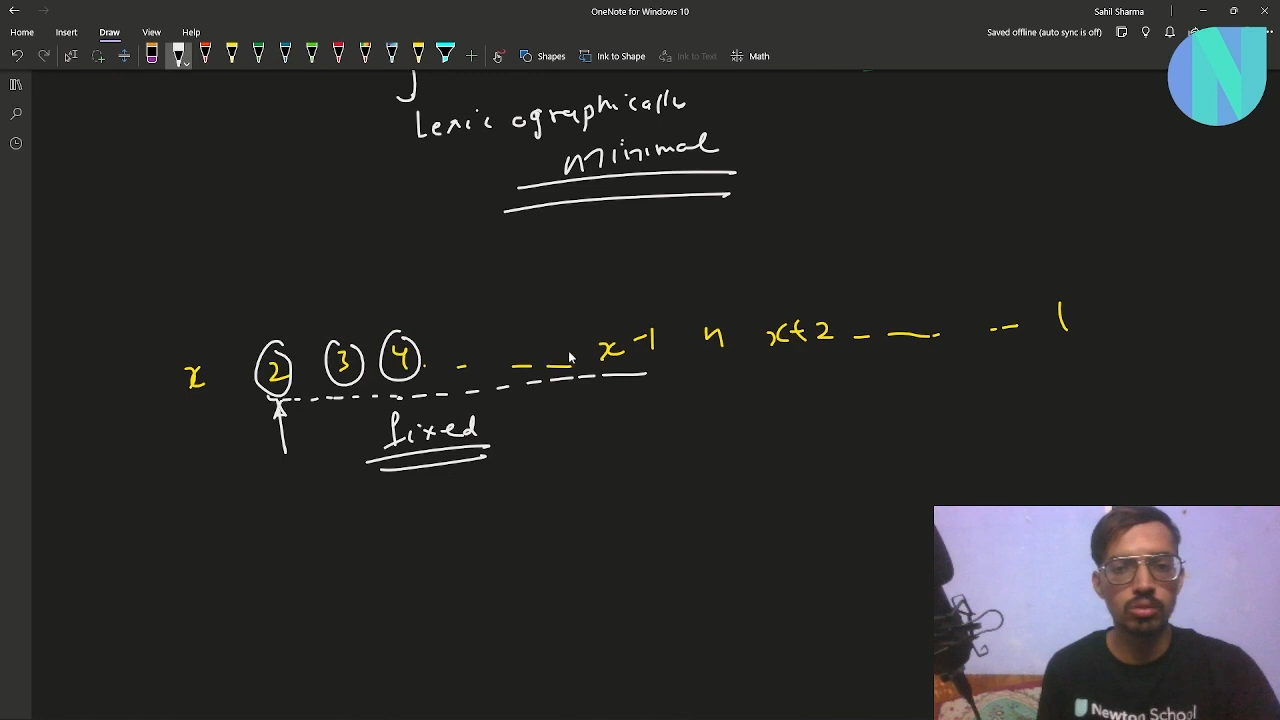 OneNote for Windows 10
Sahil Sharma
Home Insert Draw View Help
Saved offline (auto sync is off)
Shapes Ink to Shape Ink to Text Math
Lexicographically
Minimal
x 2 3 4 . - - - x-1 n x+2 - - - - 1
fixed
Newton School